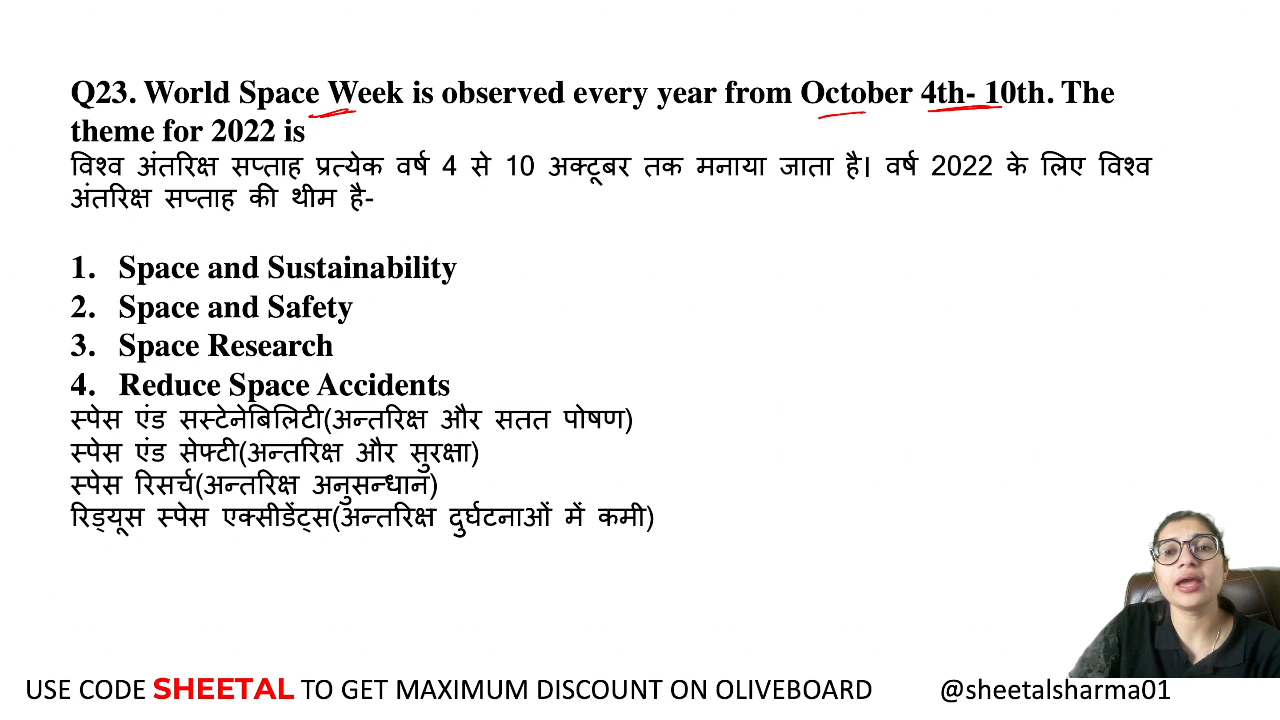 Q23. World Space Week is observed every year from October 4th- 10th. The
theme for 2022 is
विश्व अंतरिक्ष सप्ताह प्रत्येक वर्ष 4 से 10 अक्टूबर तक मनाया जाता है। वर्ष 2022 के लिए विश्व
अंतरिक्ष सप्ताह की थीम है-
1. Space and Sustainability
2. Space and Safety
3. Space Research
4. Reduce Space Accidents
स्पेस एंड सस्टेनेबिलिटी(अन्तरिक्ष और सतत पोषण)
स्पेस एंड सेफ्टी(अन्तरिक्ष और सुरक्षा)
स्पेस रिसर्च(अन्तरिक्ष अनुसन्धान)
रिड्यूस स्पेस एक्सीडेंट्स(अन्तरिक्ष दुर्घटनाओं में कमी)
USE CODE SHEETAL TO GET MAXIMUM DISCOUNT ON OLIVEBOARD @sheetalsharma01